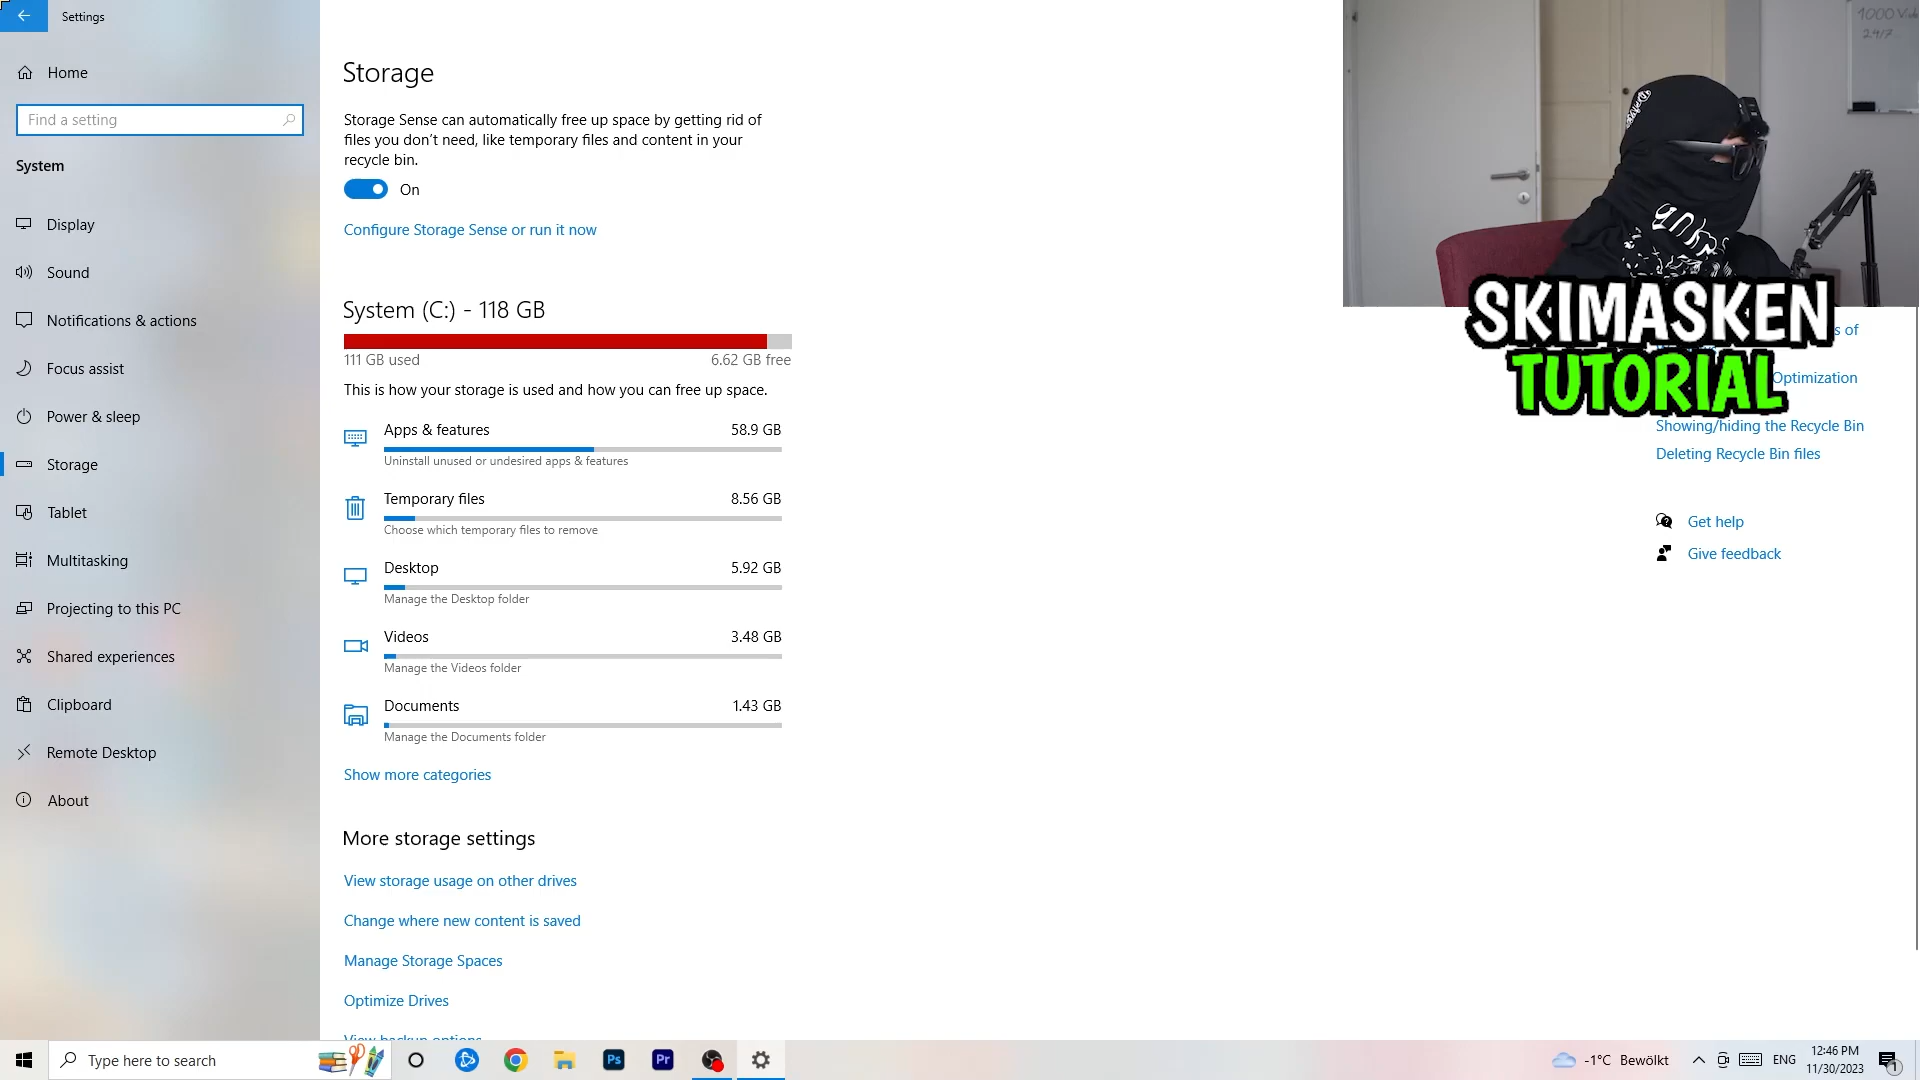 Settings
Home
Find a setting
System
Display
Sound
Notifications & actions
Focus assist
Power & sleep
Storage
Tablet
Multitasking
Projecting to this PC
Shared experiences
Clipboard
Remote Desktop
About
Storage
Storage Sense can automatically free up space by getting rid of
files you don't need, like temporary files and content in your
recycle bin.
On
Configure Storage Sense or run it now
System (C:) - 118 GB
111 GB used 6.62 GB free
This is how your storage is used and how you can free up space.
Apps & features 58.9 GB
Uninstall unused or undesired apps & features
Temporary files 8.56 GB
Choose which temporary files to remove
Desktop 5.92 GB
Manage the Desktop folder
Videos 3.48 GB
Manage the Videos folder
Documents 1.43 GB
Manage the Documents folder
Show more categories
More storage settings
View storage usage on other drives
Change where new content is saved
Manage Storage Spaces
Optimize Drives
View backup options
1000
24/7
SKIMASKEN
TUTORIAL
s of
Optimization
Showing/hiding the Recycle Bin
Deleting Recycle Bin files
Get help
Give feedback
Type here to search
Ps
Pr
-1°C Bewölkt
ENG
12:46 PM
11/30/2023
1